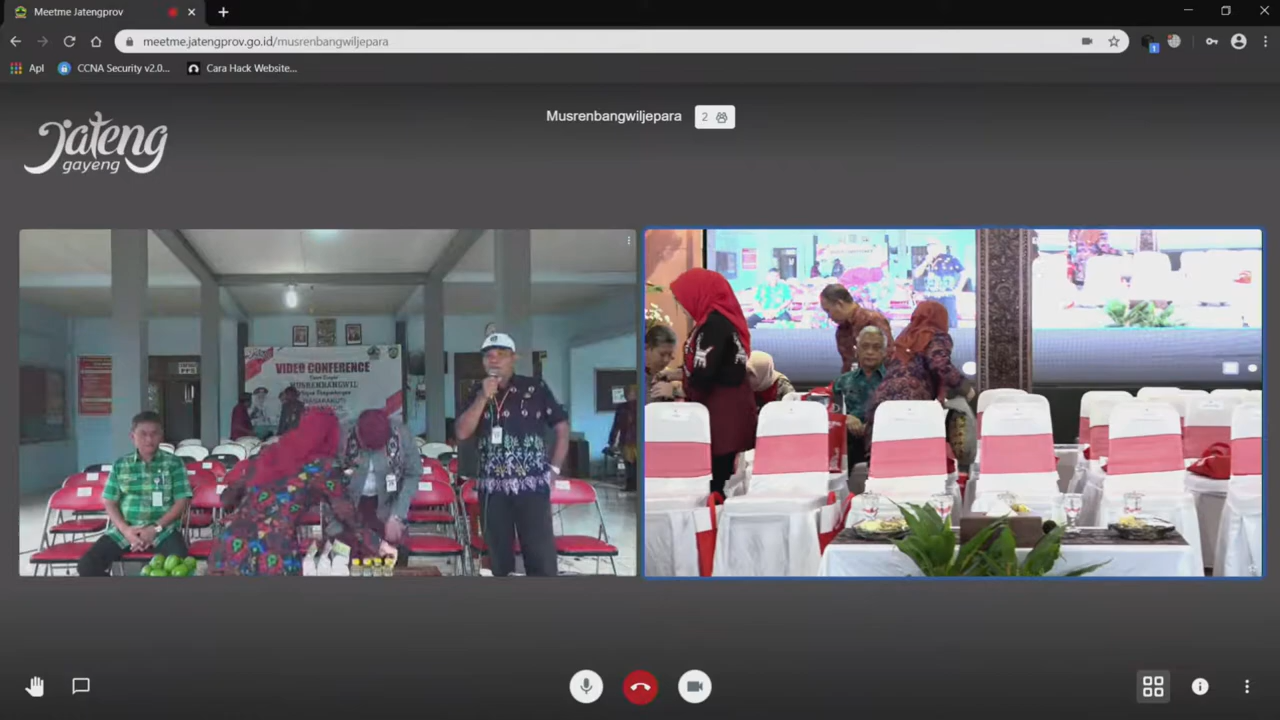 Meetme Jatengprov
meetme.jatengprov.go.id/musrenbangwiljepara
1
Apl
CCNA Security v2.0...
Cara Hack Website...
Musrenbangwiljepara
2
Jateng
gayeng
VIDEO CONFERENCE
MUSRENBANGWIL